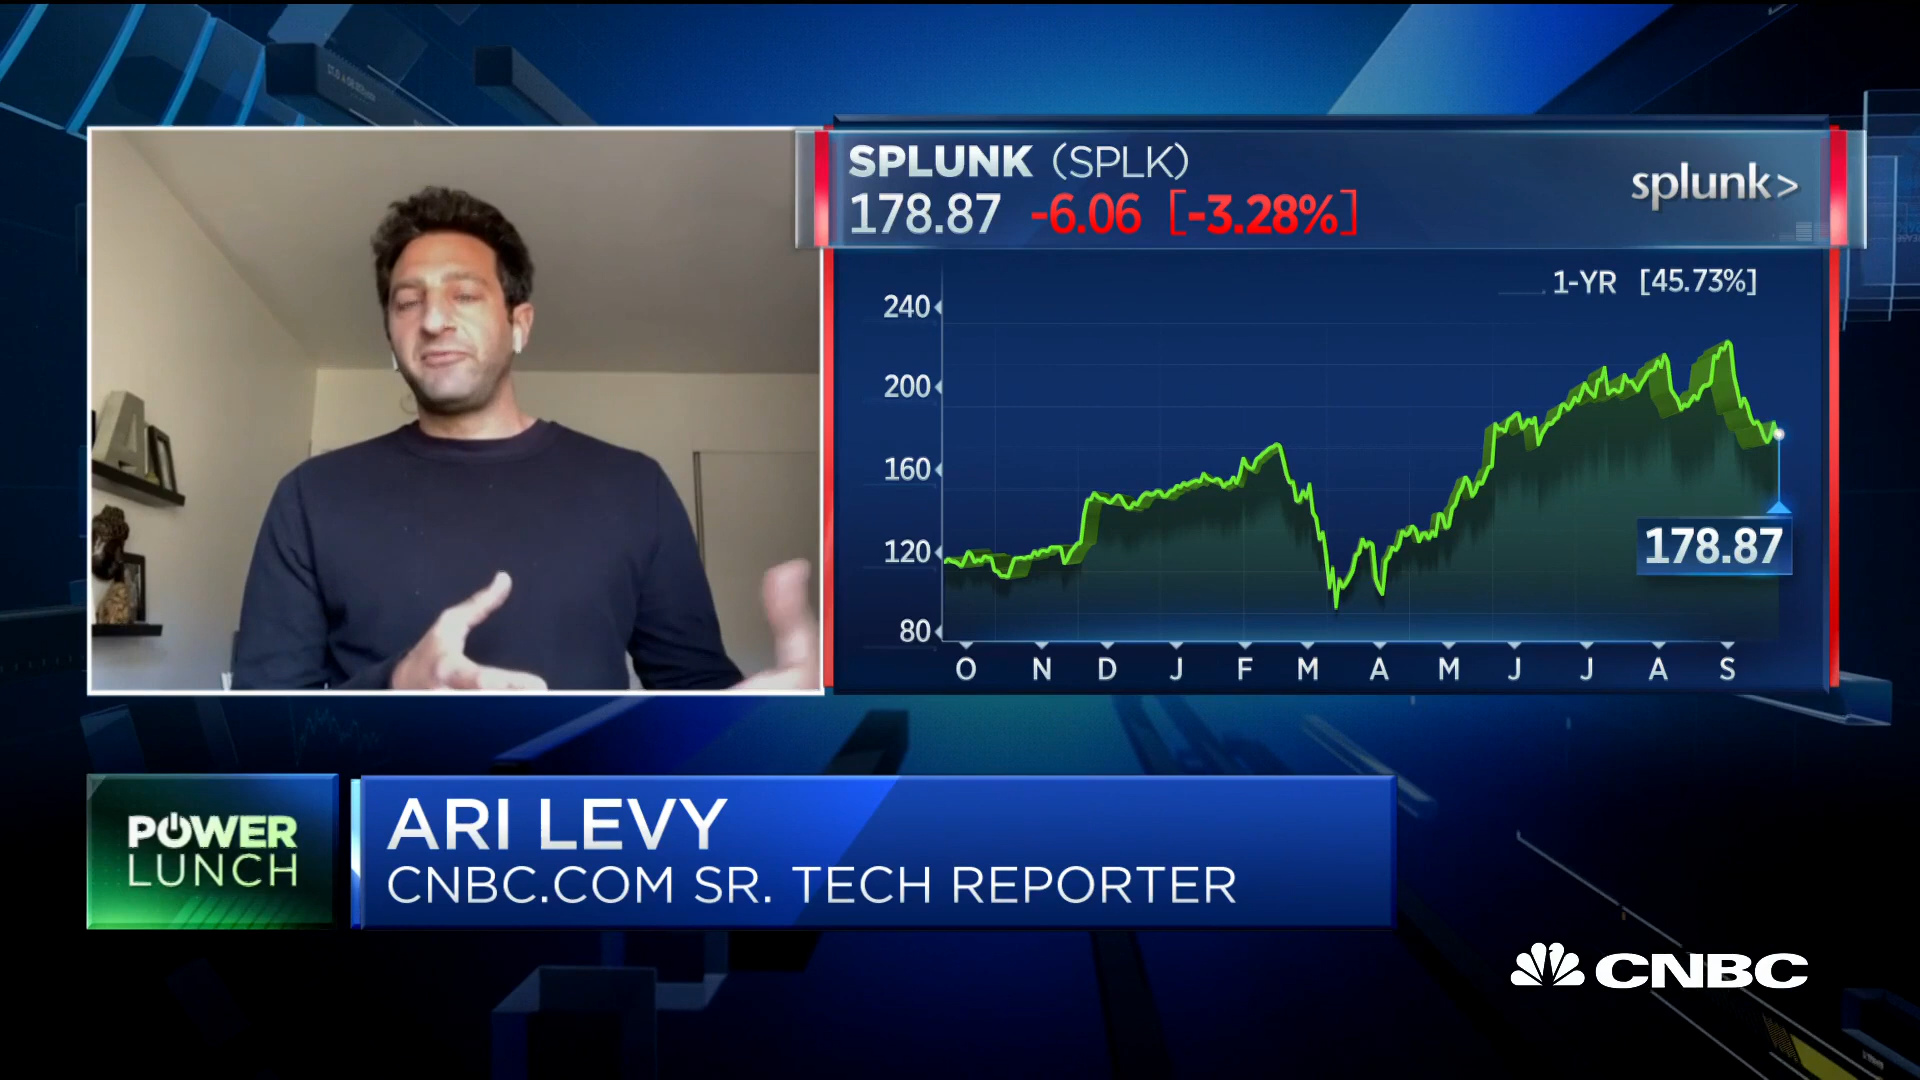 SPLUNK (SPLK)
178.87 -6.06 [-3.28%]
splunk>
1-YR [45.73%]
240
200
160
120
80
178.87
O N D J F M A M J J A S
POWER
LUNCH
ARI LEVY
CNBC.COM SR. TECH REPORTER
CNBC
A